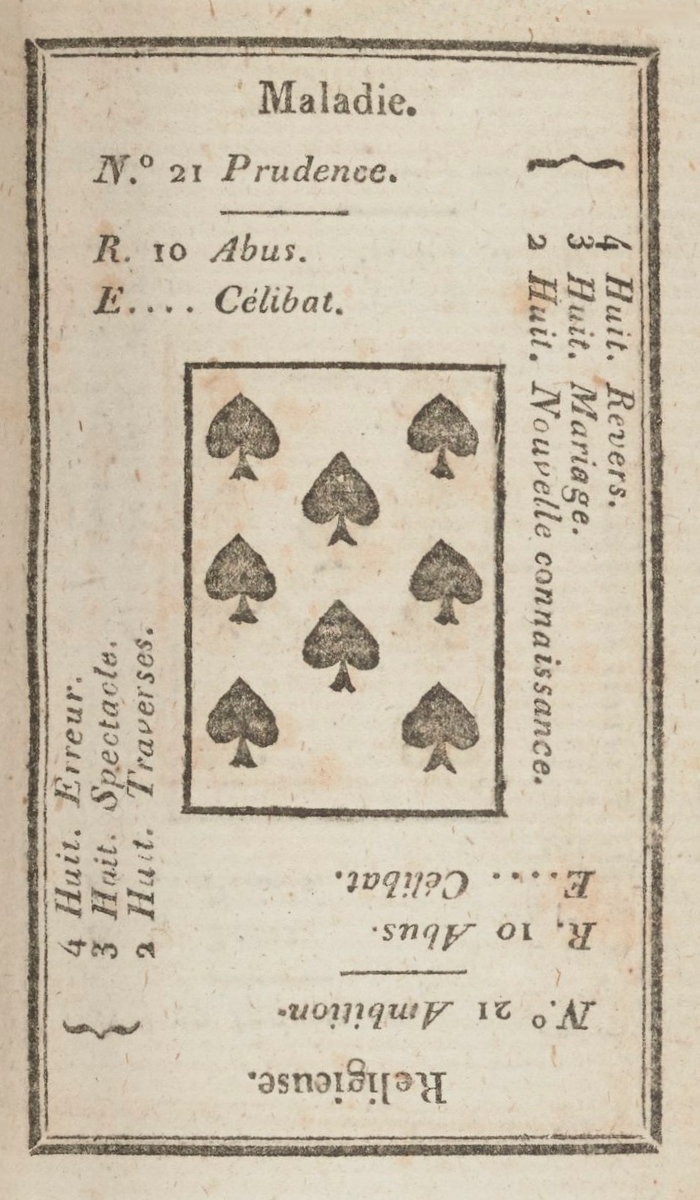 Maladie.
N.º 21 Prudence.
R. 10 Abus.
E.... Célibat.
4 Huit. Revers.
3 Huit. Mariage.
2 Huit. Nouvelle connaissance.
4 Huit. Erreur.
3 Huit. Spectacle.
2 Huit. Traverses.
Religieuse.
N.º 21 Ambition.
R. 10 Abus.
E.... Célibat.